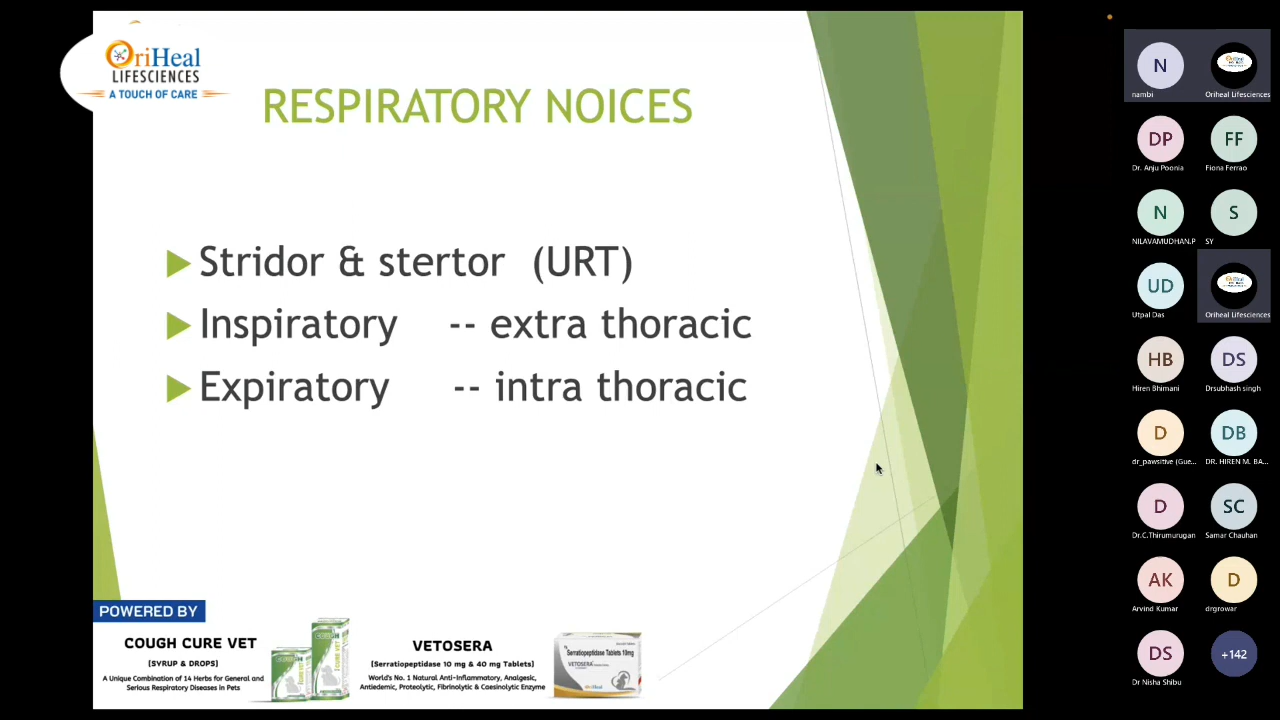 OriHeal
LIFESCIENCES
A TOUCH OF CARE
RESPIRATORY NOICES
Stridor & stertor (URT)
Inspiratory -- extra thoracic
Expiratory -- intra thoracic
POWERED BY
COUGH CURE VET
(SYRUP & DROPS)
A Unique Combination of 14 Herbs for General and
Serious Respiratory Diseases in Pets
VETOSERA
(Serratiopeptidase 10 mg & 40 mg Tablets)
World's No. 1 Natural Anti-Inflammatory, Analgesic,
Antiedemic, Proteolytic, Fibrinolytic & Caesinolytic Enzyme
Serratiopeptidase Tablets 10mg
VETOSERA
OriHeal
N
nambi
Oriheal Lifesciences
DP
Dr. Anju Poonia
FF
Fiona Ferrao
N
NILAVAMUDHAN.P
S
SY
UD
Utpal Das
Oriheal Lifesciences
HB
Hiren Bhimani
DS
Drsubhash singh
D
dr_pawsitive (Gue...
DB
DR. HIREN M. BA...
D
Dr.C.Thirumurugan
SC
Samar Chauhan
AK
Arvind Kumar
D
drgrowar
DS
Dr Nisha Shibu
+142